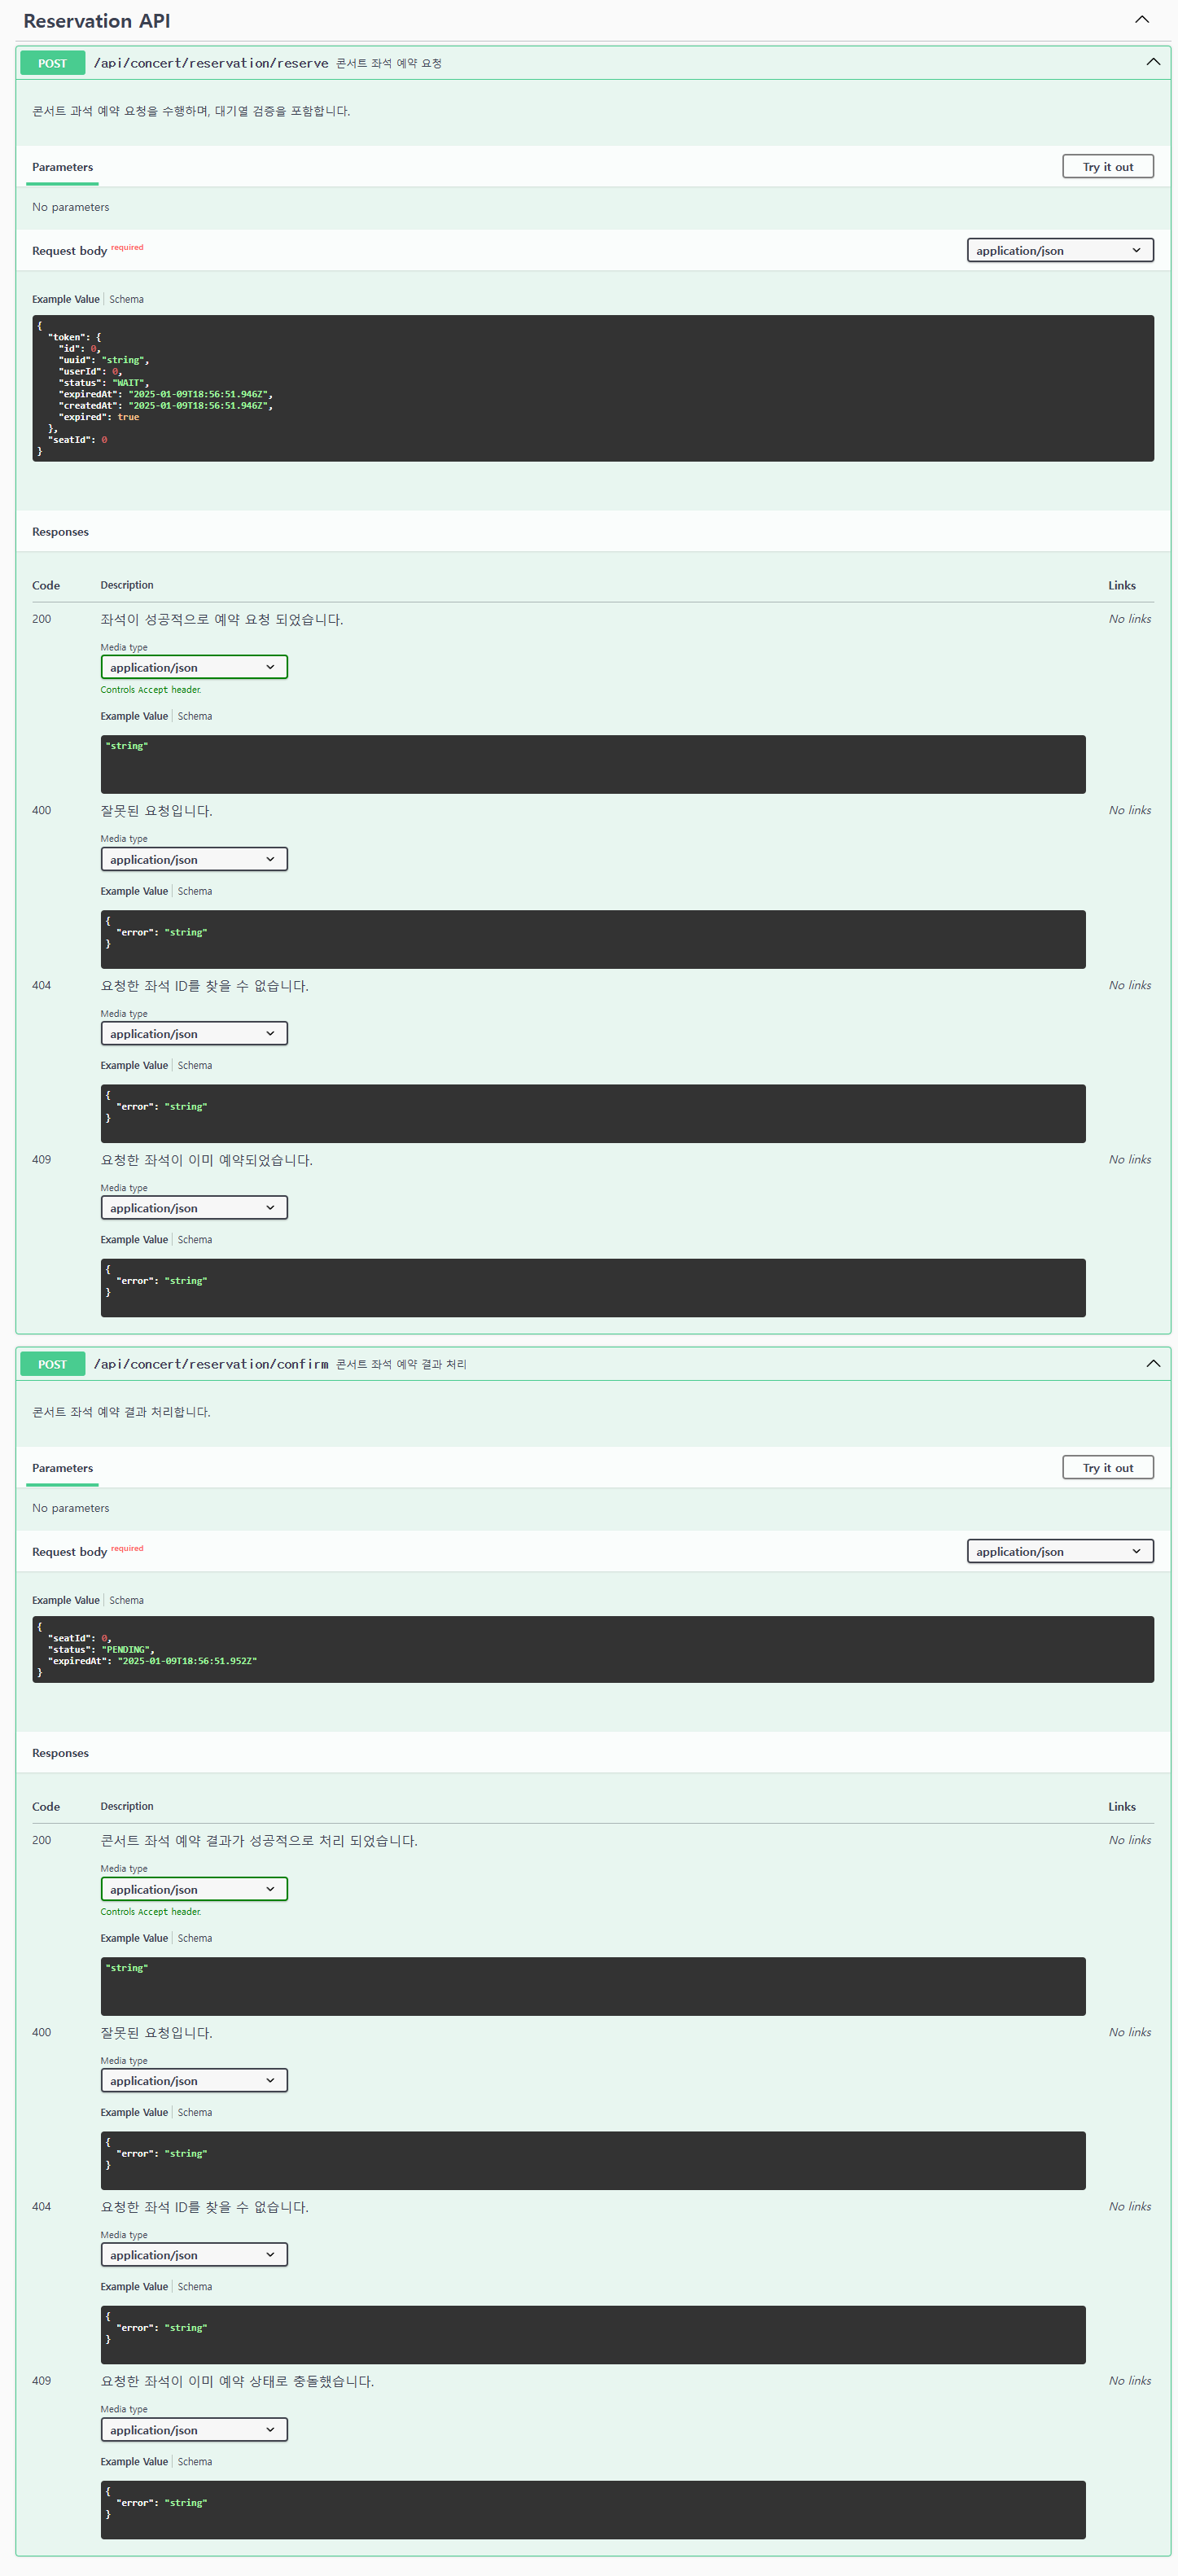 Reservation API
POST /api/concert/reservation/reserve 콘서트 좌석 예약 요청
콘서트 과석 예약 요청을 수행하며, 대기열 검증을 포함합니다.
Parameters Try it out
No parameters
Request body required application/json
Example Value Schema
{
"token": {
"id": 0,
"uuid": "string",
"userId": 0,
"status": "WAIT",
"expiredAt": "2025-01-09T18:56:51.946Z",
"createdAt": "2025-01-09T18:56:51.946Z",
"expired": true
},
"seatId": 0
}
Responses
Code Description Links
200 좌석이 성공적으로 예약 요청 되었습니다. No links
Media type
application/json
Controls Accept header.
Example Value Schema
"string"
400 잘못된 요청입니다. No links
Media type
application/json
Example Value Schema
{
"error": "string"
}
404 요청한 좌석 ID를 찾을 수 없습니다. No links
Media type
application/json
Example Value Schema
{
"error": "string"
}
409 요청한 좌석이 이미 예약되었습니다. No links
Media type
application/json
Example Value Schema
{
"error": "string"
}
POST /api/concert/reservation/confirm 콘서트 좌석 예약 결과 처리
콘서트 좌석 예약 결과 처리합니다.
Parameters Try it out
No parameters
Request body required application/json
Example Value Schema
{
"seatId": 0,
"status": "PENDING",
"expiredAt": "2025-01-09T18:56:51.952Z"
}
Responses
Code Description Links
200 콘서트 좌석 예약 결과가 성공적으로 처리 되었습니다. No links
Media type
application/json
Controls Accept header.
Example Value Schema
"string"
400 잘못된 요청입니다. No links
Media type
application/json
Example Value Schema
{
"error": "string"
}
404 요청한 좌석 ID를 찾을 수 없습니다. No links
Media type
application/json
Example Value Schema
{
"error": "string"
}
409 요청한 좌석이 이미 예약 상태로 충돌했습니다. No links
Media type
application/json
Example Value Schema
{
"error": "string"
}